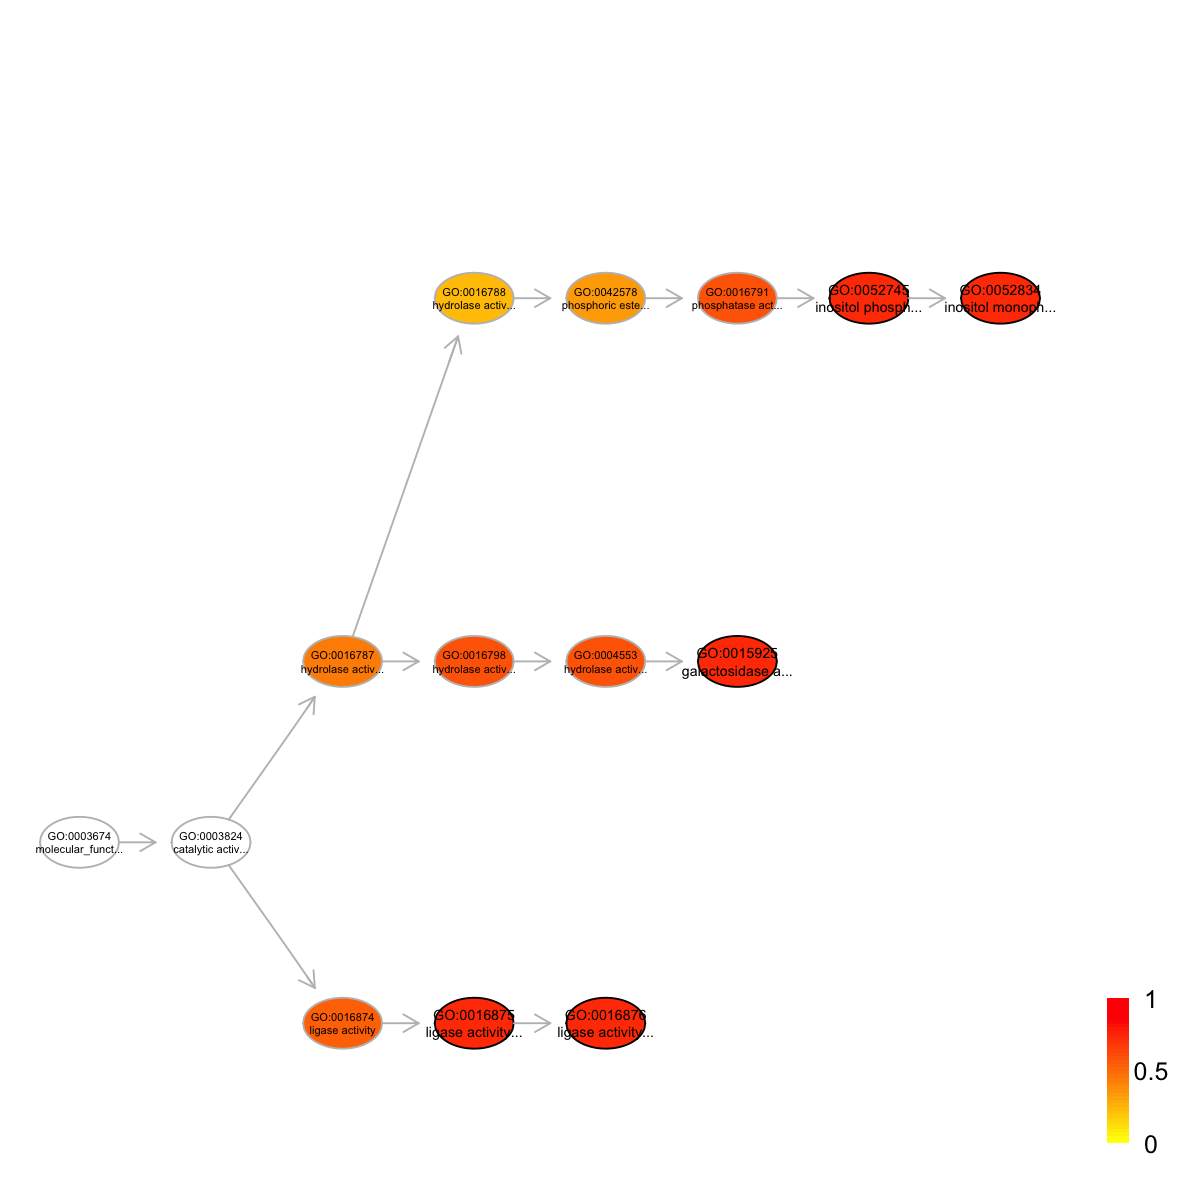 GO:0016788
hydrolase activ...
GO:0042578
phosphoric este...
GO:0016791
phosphatase act...
GO:0052745
inositol phosph...
GO:0052834
inositol monoph...
GO:0016787
hydrolase activ...
GO:0016798
hydrolase activ...
GO:0004553
hydrolase activ...
GO:0015925
galactosidase a...
GO:0003674
molecular_funct...
GO:0003824
catalytic activ...
GO:0016874
ligase activity
GO:0016875
ligase activity...
GO:0016876
ligase activity...
1
0.5
0